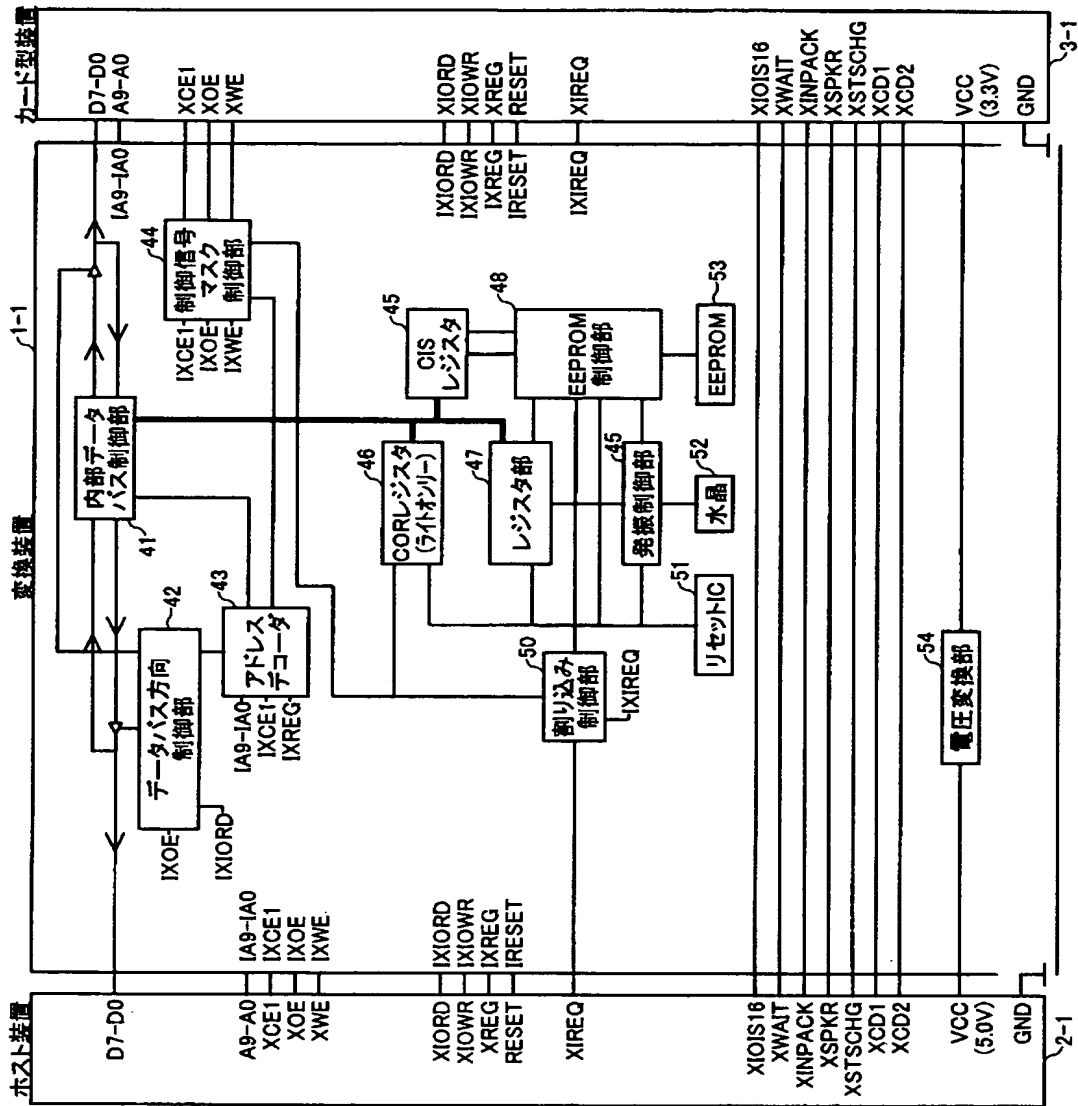 ホスト装置
D7-D0
A9-A0
XCE1
XOE
XWE
XIORD
XIOWR
XREG
RESET
XIREQ
XIOIS16
XWAIT
XINPACK
XSPKR
XSTSCHG
XCD1
XCD2
VCC
(5.0V)
GND
2-1
変換装置
1-1
IA9-IA0
IXCE1
IXOE
IXWE
IXIORD
IXIOWR
IXREG
IRESET
IXOE
IXIORD
データバス方向
制御部
42
内部データ
バス制御部
41
IA9-IA0
IXCE1
IXREG
アドレス
デコーダ
43
IXCE1
IXOE
IXWE
制御信号
マスク
制御部
44
CIS
レジスタ
45
CORレジスタ
(ライトオンリー)
46
レジスタ部
47
EEPROM
制御部
48
発振制御部
45
割り込み
制御部
50
IXIREQ
リセットIC
51
水晶
52
EEPROM
53
電圧変換部
54
IA9-IA0
IXIORD
IXIOWR
IXREG
IRESET
IXIREQ
カード型装置
D7-D0
A9-A0
XCE1
XOE
XWE
XIORD
XIOWR
XREG
RESET
XIREQ
XIOIS16
XWAIT
XINPACK
XSPKR
XSTSCHG
XCD1
XCD2
VCC
(3.3V)
GND
3-1